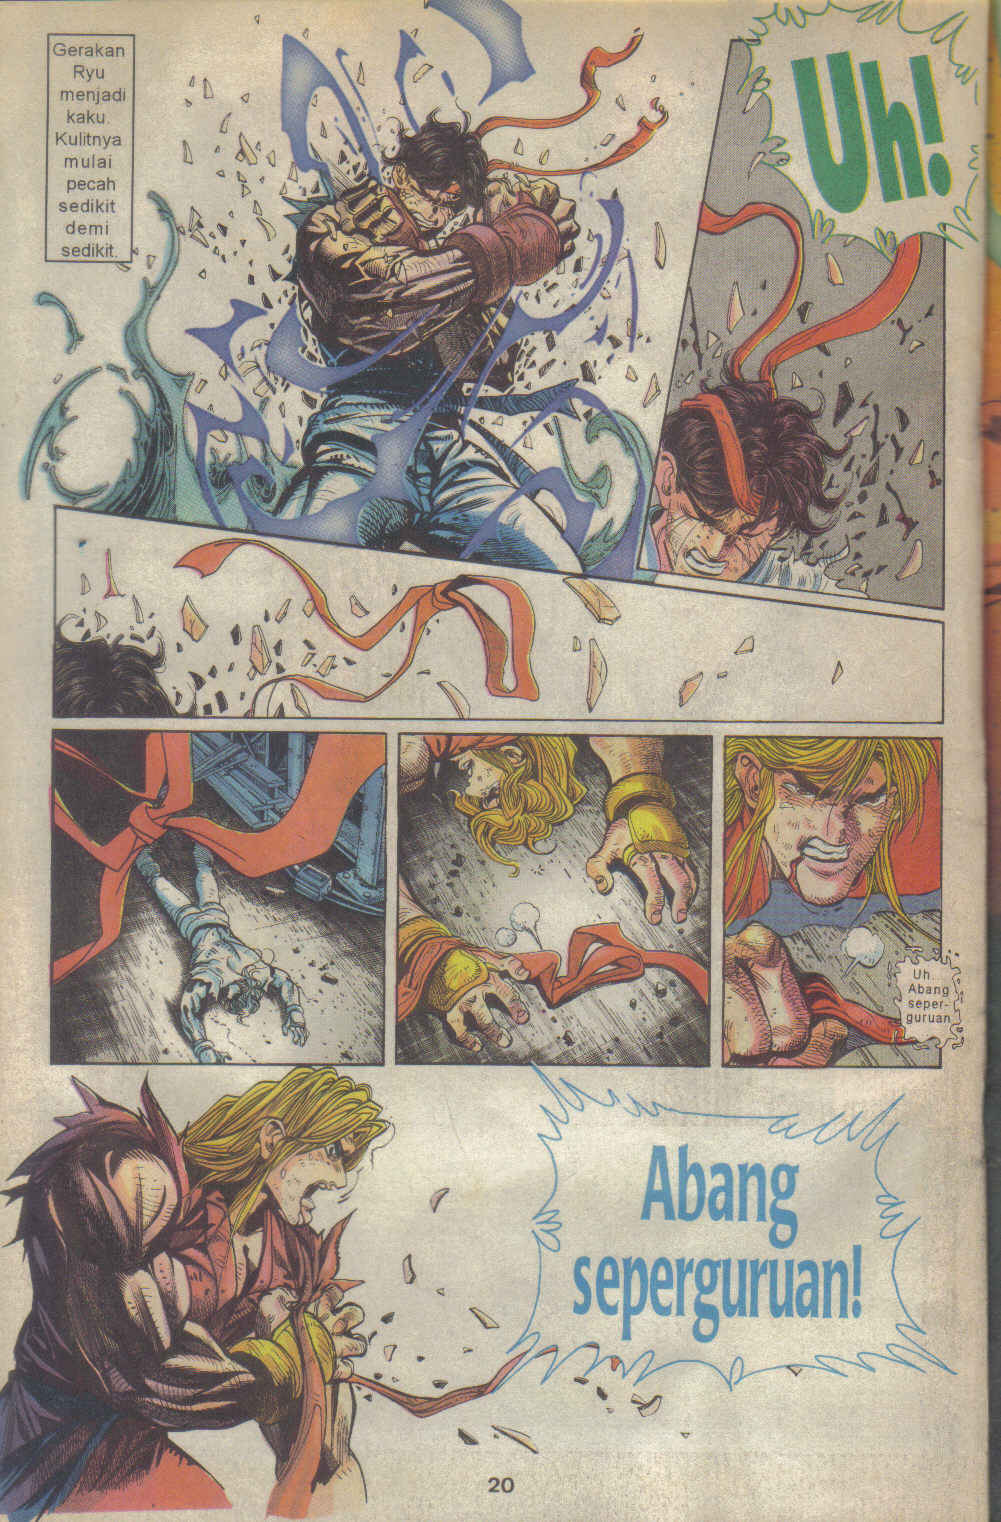 Gerakan
Ryu
menjadi
kaku.
Kulitnya
mulai
pecah
sedikit
demi
sedikit.
Uh!
Uh.
Abang
seper-
guruan
Abang
seperguruan!
20